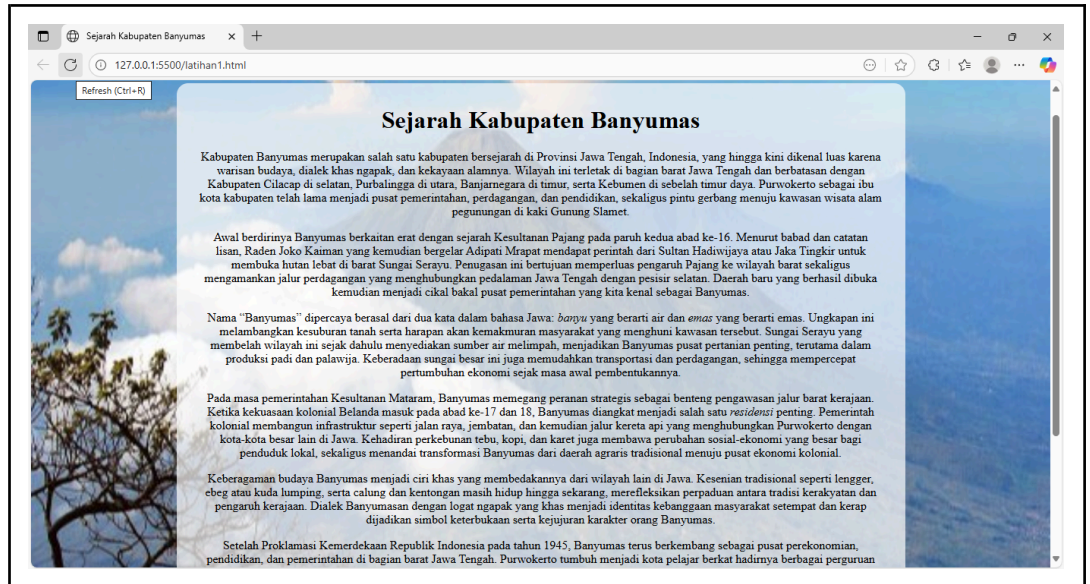 Sejarah Kabupaten Banyumas
127.0.0.1:5500/latihan1.html
Refresh (Ctrl+R)
Sejarah Kabupaten Banyumas
Kabupaten Banyumas merupakan salah satu kabupaten bersejarah di Provinsi Jawa Tengah, Indonesia, yang hingga kini dikenal luas karena
warisan budaya, dialek khas ngapak, dan kekayaan alamnya. Wilayah ini terletak di bagian barat Jawa Tengah dan berbatasan dengan
Kabupaten Cilacap di selatan, Purbalingga di utara, Banjarnegara di timur, serta Kebumen di sebelah timur daya. Purwokerto sebagai ibu
kota kabupaten telah lama menjadi pusat pemerintahan, perdagangan, dan pendidikan, sekaligus pintu gerbang menuju kawasan wisata alam
pegunungan di kaki Gunung Slamet.
Awal berdirinya Banyumas berkaitan erat dengan sejarah Kesultanan Pajang pada paruh kedua abad ke-16. Menurut babad dan catatan
lisan, Raden Joko Kaiman yang kemudian bergelar Adipati Mrapat mendapat perintah dari Sultan Hadiwijaya atau Jaka Tingkir untuk
membuka hutan lebat di barat Sungai Serayu. Penugasan ini bertujuan memperluas pengaruh Pajang ke wilayah barat sekaligus
mengamankan jalur perdagangan yang menghubungkan pedalaman Jawa Tengah dengan pesisir selatan. Daerah baru yang berhasil dibuka
kemudian menjadi cikal bakal pusat pemerintahan yang kita kenal sebagai Banyumas.
Nama “Banyumas” dipercaya berasal dari dua kata dalam bahasa Jawa: banyu yang berarti air dan emas yang berarti emas. Ungkapan ini
melambangkan kesuburan tanah serta harapan akan kemakmuran masyarakat yang menghuni kawasan tersebut. Sungai Serayu yang
membelah wilayah ini sejak dahulu menyediakan sumber air melimpah, menjadikan Banyumas pusat pertanian penting, terutama dalam
produksi padi dan palawija. Keberadaan sungai besar ini juga memudahkan transportasi dan perdagangan, sehingga mempercepat
pertumbuhan ekonomi sejak masa awal pembentukannya.
Pada masa pemerintahan Kesultanan Mataram, Banyumas memegang peranan strategis sebagai benteng pengawasan jalur barat kerajaan.
Ketika kekuasaan kolonial Belanda masuk pada abad ke-17 dan 18, Banyumas diangkat menjadi salah satu residensi penting. Pemerintah
kolonial membangun infrastruktur seperti jalan raya, jembatan, dan kemudian jalur kereta api yang menghubungkan Purwokerto dengan
kota-kota besar lain di Jawa. Kehadiran perkebunan tebu, kopi, dan karet juga membawa perubahan sosial-ekonomi yang besar bagi
penduduk lokal, sekaligus menandai transformasi Banyumas dari daerah agraris tradisional menuju pusat ekonomi kolonial.
Keberagaman budaya Banyumas menjadi ciri khas yang membedakannya dari wilayah lain di Jawa. Kesenian tradisional seperti lengger,
ebeg atau kuda lumping, serta calung dan kentongan masih hidup hingga sekarang, merefleksikan perpaduan antara tradisi kerakyatan dan
pengaruh kerajaan. Dialek Banyumasan dengan logat ngapak yang khas menjadi identitas kebanggaan masyarakat setempat dan kerap
dijadikan simbol keterbukaan serta kejujuran karakter orang Banyumas.
Setelah Proklamasi Kemerdekaan Republik Indonesia pada tahun 1945, Banyumas terus berkembang sebagai pusat perekonomian,
pendidikan, dan pemerintahan di bagian barat Jawa Tengah. Purwokerto tumbuh menjadi kota pelajar berkat hadirnya berbagai perguruan